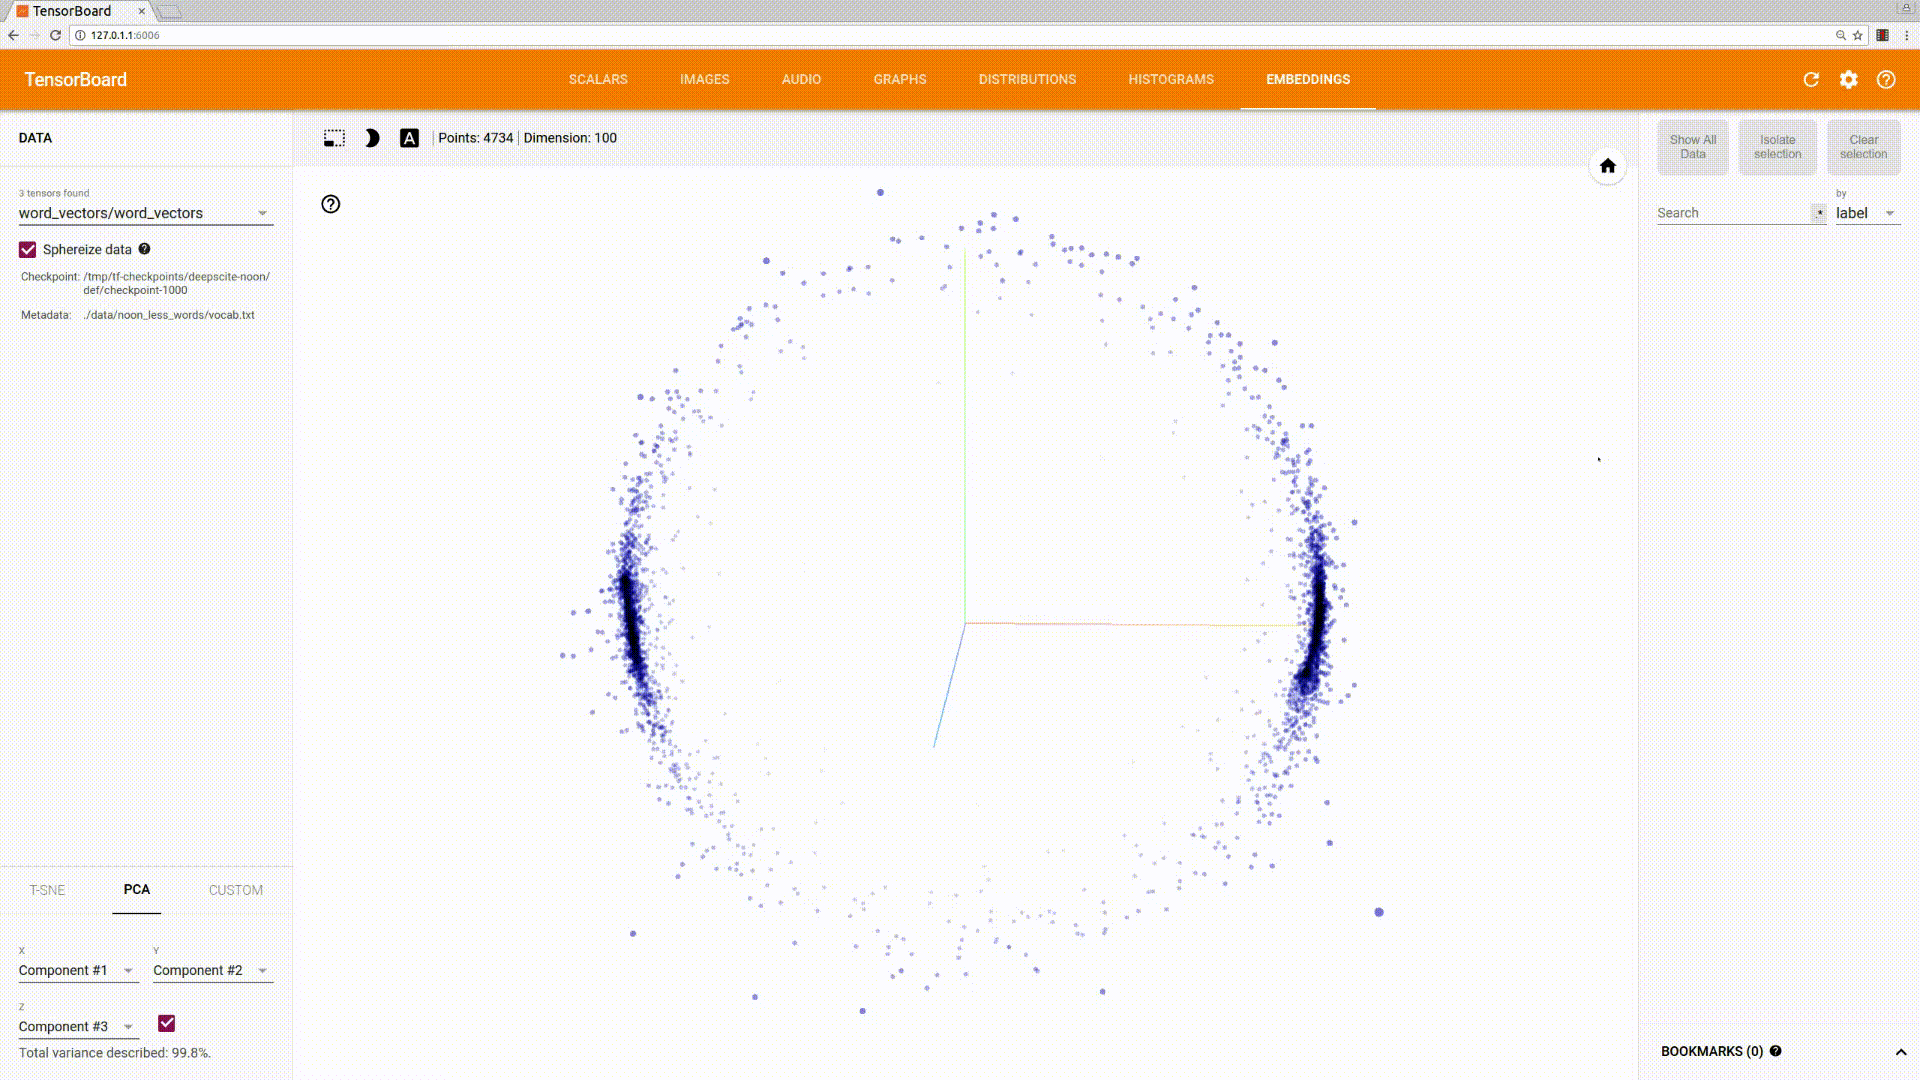 TensorBoard
127.0.1.1:6006
TensorBoard
SCALARS IMAGES AUDIO GRAPHS DISTRIBUTIONS HISTOGRAMS EMBEDDINGS
DATA
A Points: 4734 Dimension: 100
Show All Data
Isolate selection
Clear selection
3 tensors found
word_vectors/word_vectors
Sphereize data
Checkpoint: /tmp/tf-checkpoints/deepscite-noon/
def/checkpoint-1000
Metadata: ./data/noon_less_words/vocab.txt
by
Search .* label
T-SNE PCA CUSTOM
X Y
Component #1 Component #2
Z
Component #3
Total variance described: 99.8%.
BOOKMARKS (0)